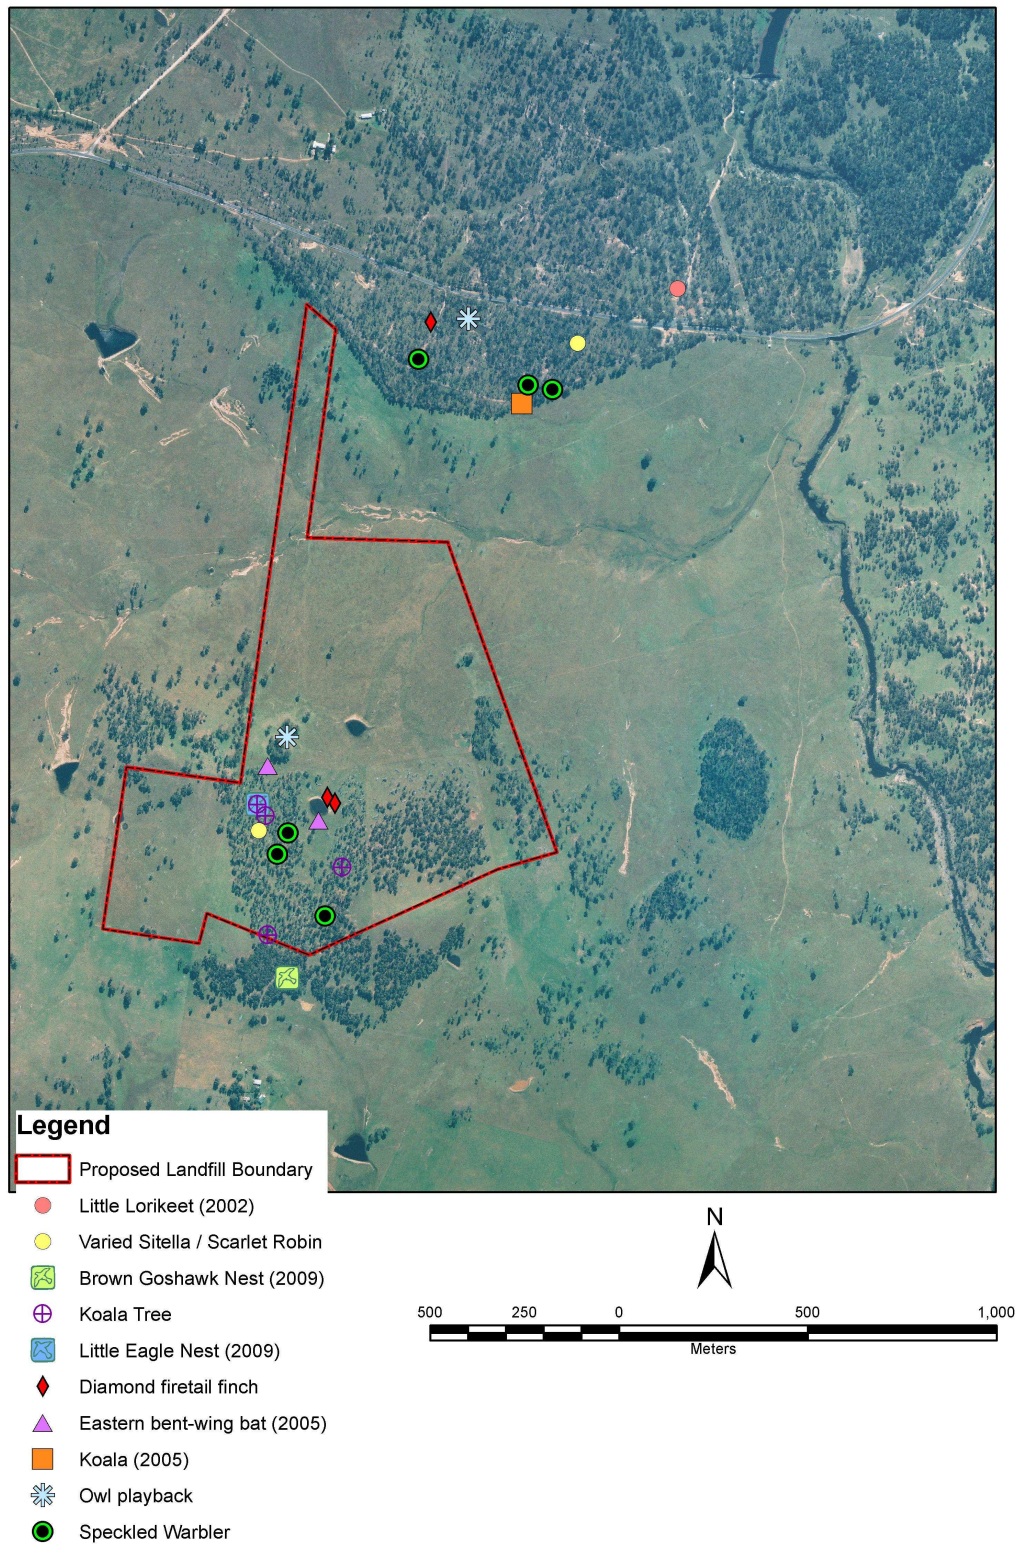 Legend
Proposed Landfill Boundary
Little Lorikeet (2002)
Varied Sitella / Scarlet Robin
Brown Goshawk Nest (2009)
Koala Tree
Little Eagle Nest (2009)
Diamond firetail finch
Eastern bent-wing bat (2005)
Koala (2005)
Owl playback
Speckled Warbler
N
500 250 0 500 1,000
Meters